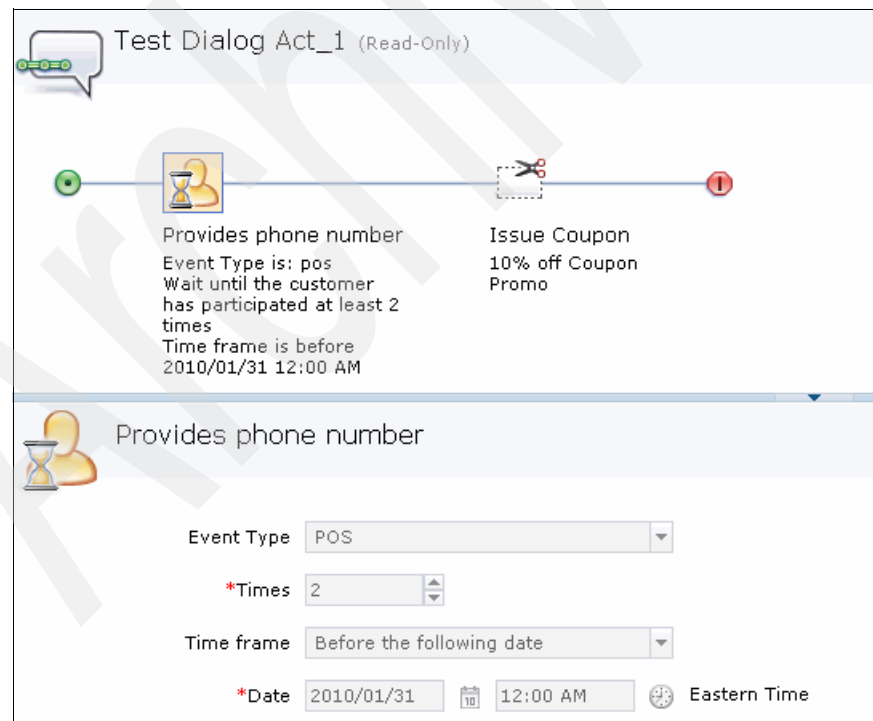 Test Dialog Act_1 (Read-Only)
Provides phone number
Event Type is: pos
Wait until the customer
has participated at least 2
times
Time frame is before
2010/01/31 12:00 AM
Issue Coupon
10% off Coupon
Promo
Provides phone number
Event Type POS
*Times 2
Time frame Before the following date
*Date 2010/01/31 10 12:00 AM Eastern Time